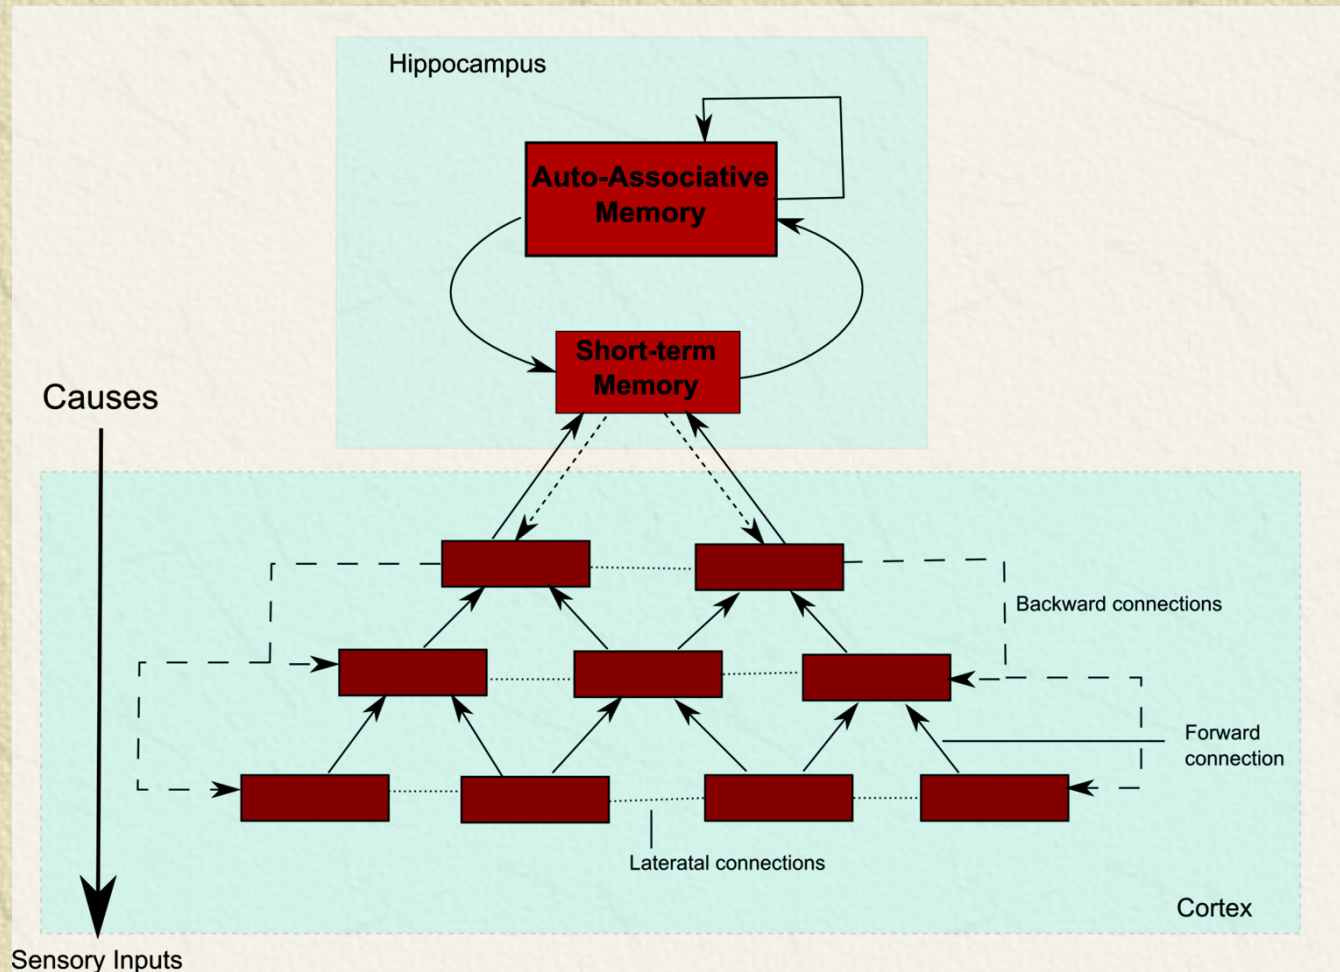 Hippocampus
Auto-Associative
Memory
Short-term
Memory
Causes
Backward connections
Forward
connection
Lateratal connections
Cortex
Sensory Inputs